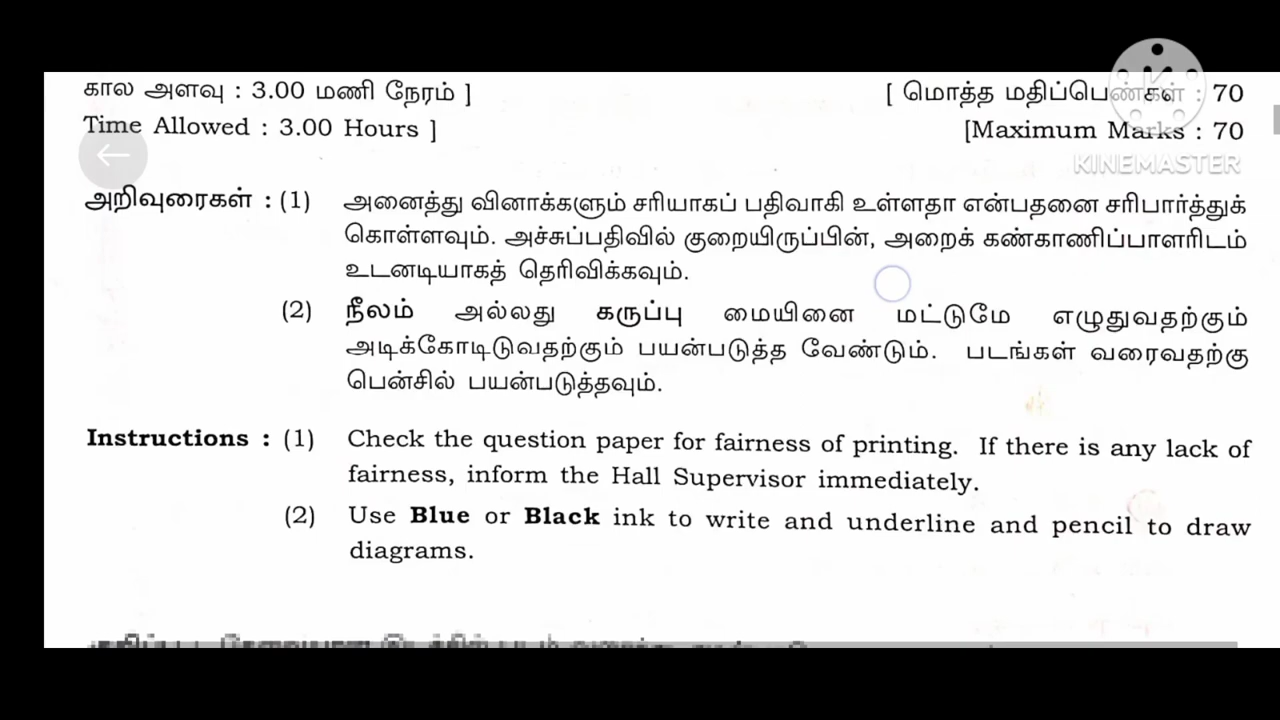 கால அளவு : 3.00 மணி நேரம் ] [ மொத்த மதிப்பெண்கள் : 70
Time Allowed : 3.00 Hours ] [Maximum Marks : 70
KINEMASTER
அறிவுரைகள் : (1) அனைத்து வினாக்களும் சரியாகப் பதிவாகி உள்ளதா என்பதனை சரிபார்த்துக்
கொள்ளவும். அச்சுப்பதிவில் குறையிருப்பின், அறைக் கண்காணிப்பாளரிடம்
உடனடியாகத் தெரிவிக்கவும்.
(2) நீலம் அல்லது கருப்பு மையினை மட்டுமே எழுதுவதற்கும்
அடிக்கோடிடுவதற்கும் பயன்படுத்த வேண்டும். படங்கள் வரைவதற்கு
பென்சில் பயன்படுத்தவும்.
Instructions : (1) Check the question paper for fairness of printing. If there is any lack of
fairness, inform the Hall Supervisor immediately.
(2) Use Blue or Black ink to write and underline and pencil to draw
diagrams.